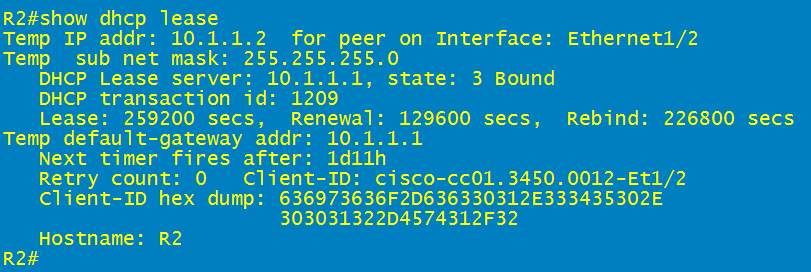 R2#show dhcp lease
Temp IP addr: 10.1.1.2  for peer on Interface: Ethernet1/2
Temp  sub net mask: 255.255.255.0
   DHCP Lease server: 10.1.1.1, state: 3 Bound
   DHCP transaction id: 1209
   Lease: 259200 secs,  Renewal: 129600 secs,  Rebind: 226800 secs
Temp default-gateway addr: 10.1.1.1
   Next timer fires after: 1d11h
   Retry count: 0   Client-ID: cisco-cc01.3450.0012-Et1/2
   Client-ID hex dump: 636973636F2D636330312E333435302E
                       303031322D4574312F32
   Hostname: R2
R2#